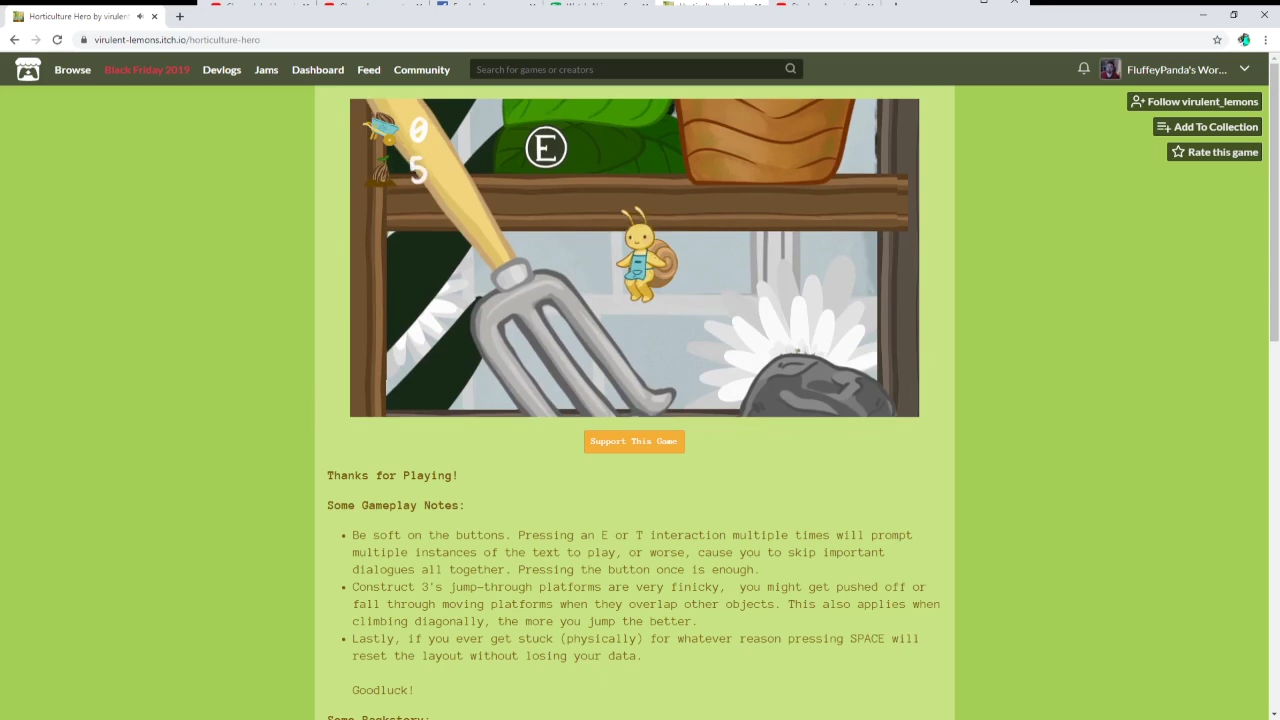 Horticulture Hero by virulent
virulent-lemons.itch.io/horticulture-hero
Browse Black Friday 2019 Devlogs Jams Dashboard Feed Community Search for games or creators FluffeyPanda's Wor...
Follow virulent_lemons
Add To Collection
Rate this game
0
E
5
Support This Game
Thanks for Playing!
Some Gameplay Notes:
• Be soft on the buttons. Pressing an E or T interaction multiple times will prompt
multiple instances of the text to play, or worse, cause you to skip important
dialogues all together. Pressing the button once is enough.
• Construct 3's jump-through platforms are very finicky, you might get pushed off or
fall through moving platforms when they overlap other objects. This also applies when
climbing diagonally, the more you jump the better.
• Lastly, if you ever get stuck (physically) for whatever reason pressing SPACE will
reset the layout without losing your data.
Goodluck!
Some Backstory: